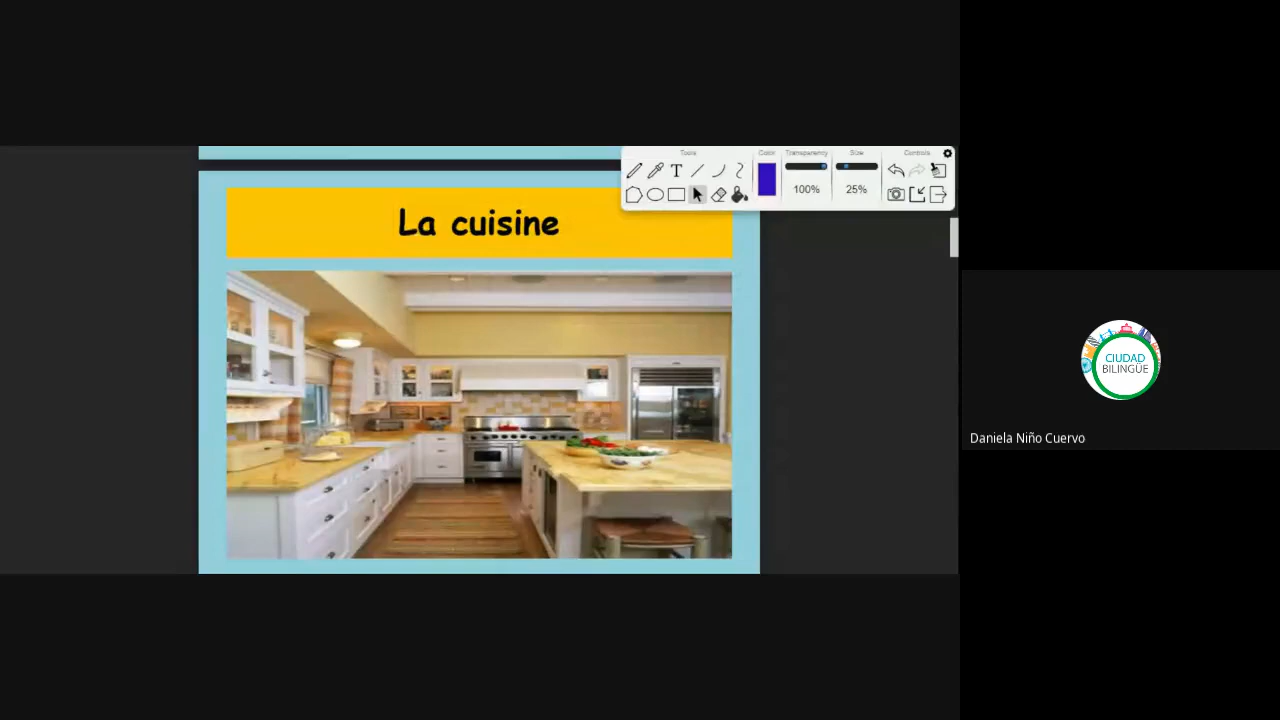 Tools
Color
Transparency
Size
Controls
T
100%
25%
La cuisine
CIUDAD
BILINGÜE
Daniela Niño Cuervo